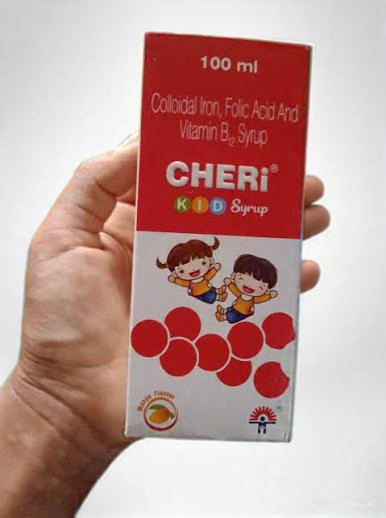 100 ml
Colloidal Iron, Folic Acid And
Vitamin B12 Syrup
CHERi®
KID Syrup
Mango Flavour
®